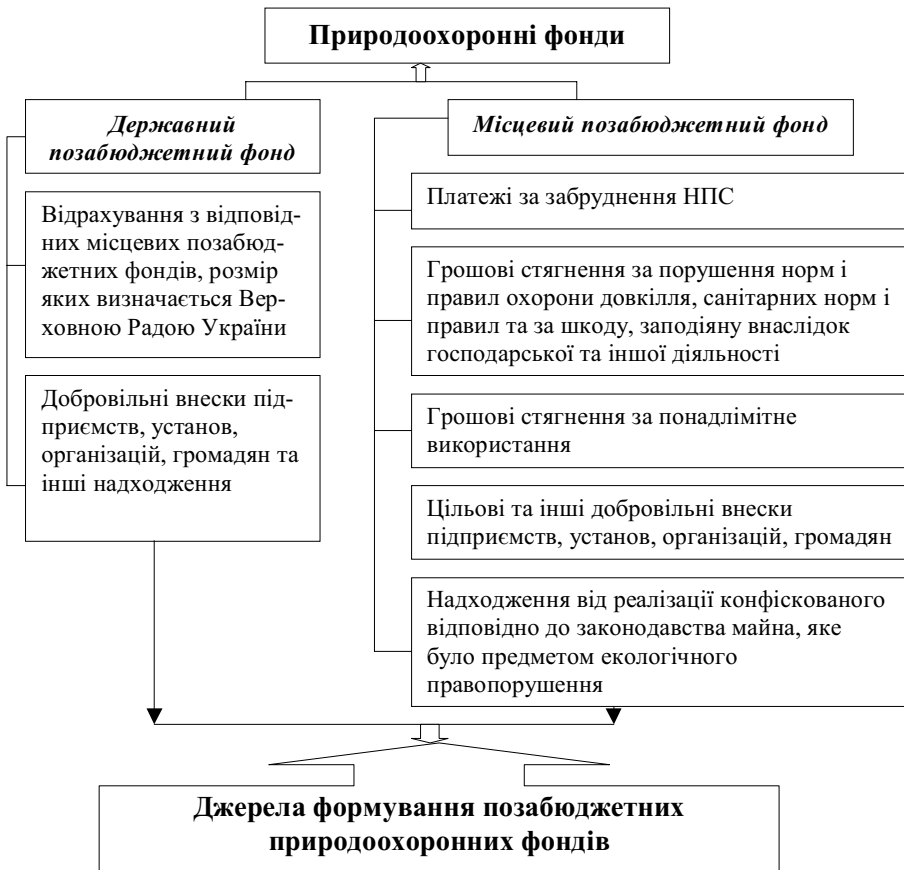 Природоохоронні фонди
Державний
позабюджетний фонд
Відрахування з відповід-
них місцевих позабюд-
жетних фондів, розмір
яких визначається Вер-
ховною Радою України
Добровільні внески під-
приємств, установ,
організацій, громадян та
інші надходження
Місцевий позабюджетний фонд
Платежі за забруднення НПС
Грошові стягнення за порушення норм і
правил охорони довкілля, санітарних норм і
правил та за шкоду, заподіяну внаслідок
господарської та іншої діяльності
Грошові стягнення за понадлімітне
використання
Цільові та інші добровільні внески
підприємств, установ, організацій, громадян
Надходження від реалізації конфіскованого
відповідно до законодавства майна, яке
було предметом екологічного
правопорушення
Джерела формування позабюджетних
природоохоронних фондів